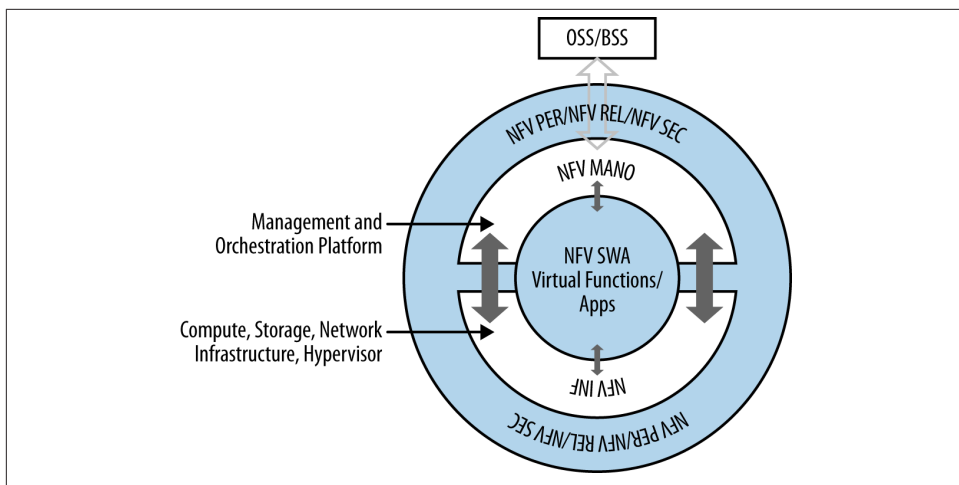 OSS/BSS
NFV PER/NFV REL/NFV SEC
NFV MANO
Management and
Orchestration Platform
NFV SWA
Virtual Functions/
Apps
Compute, Storage, Network
Infrastructure, Hypervisor
NFV INF
NFV PER/NFV REL/NFV SEC